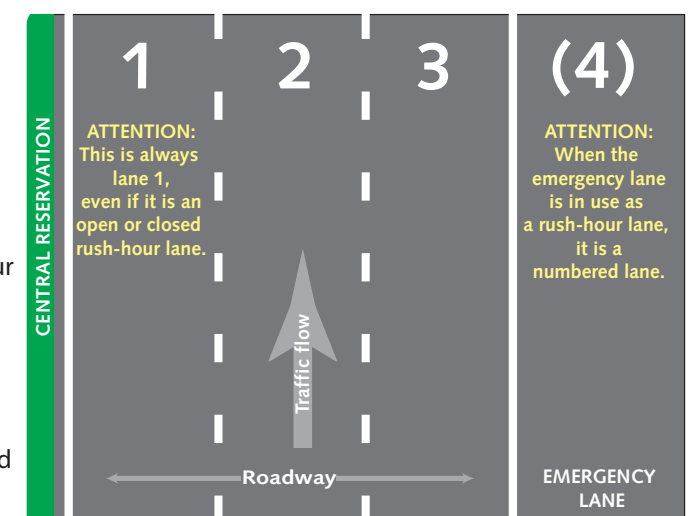 1
2
3
(4)
CENTRAL RESERVATION
ATTENTION:
This is always
lane 1,
even if it is an
open or closed
rush-hour lane.
ATTENTION:
When the
emergency lane
is in use as
a rush-hour lane,
it is a
numbered lane.
Traffic flow
Roadway
EMERGENCY
LANE